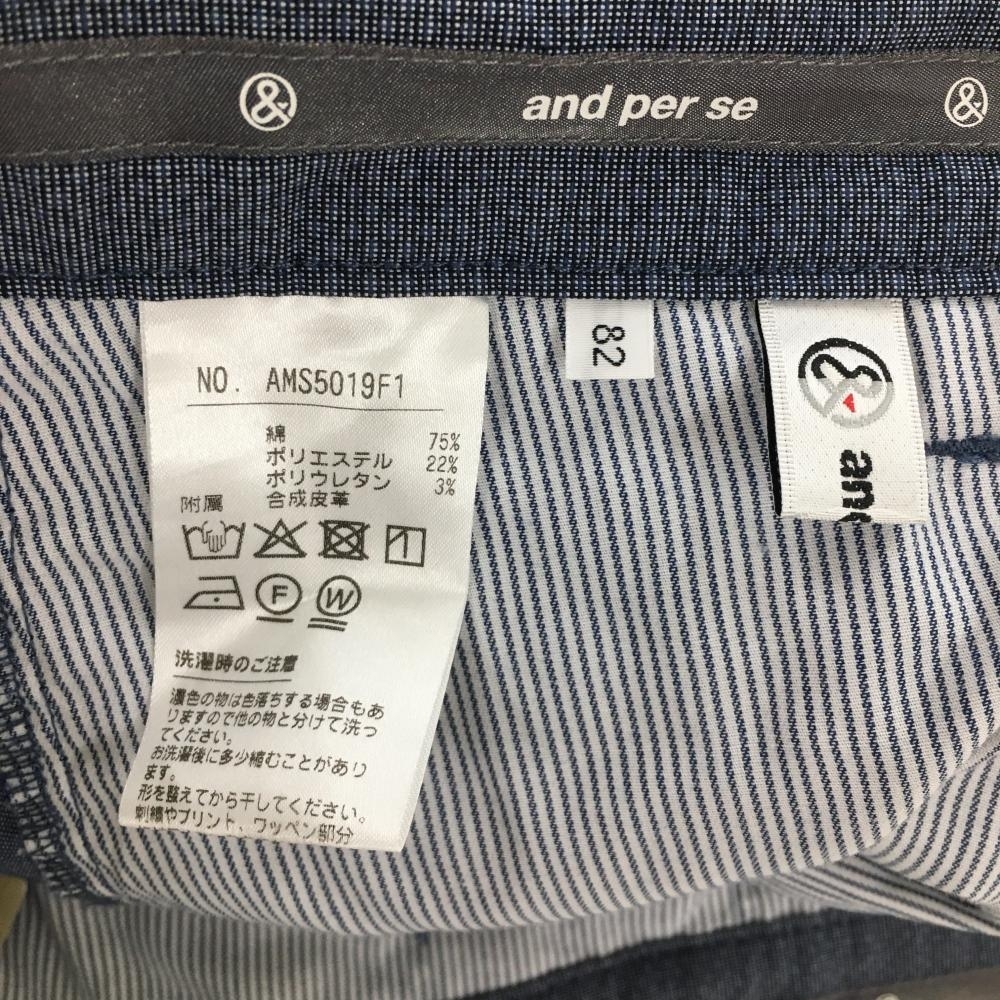 & and per se &
82
& an
NO. AMS5019F1
綿 75%
ポリエステル 22%
ポリウレタン 3%
附属 合成皮革
F W
洗濯時のご注意
濃色の物は色落ちする場合もあ
りますので他の物と分けて洗っ
てください。
お洗濯後に多少縮むことがあり
ます。
形を整えてから干してください。
刺繍やプリント、ワッペン部分